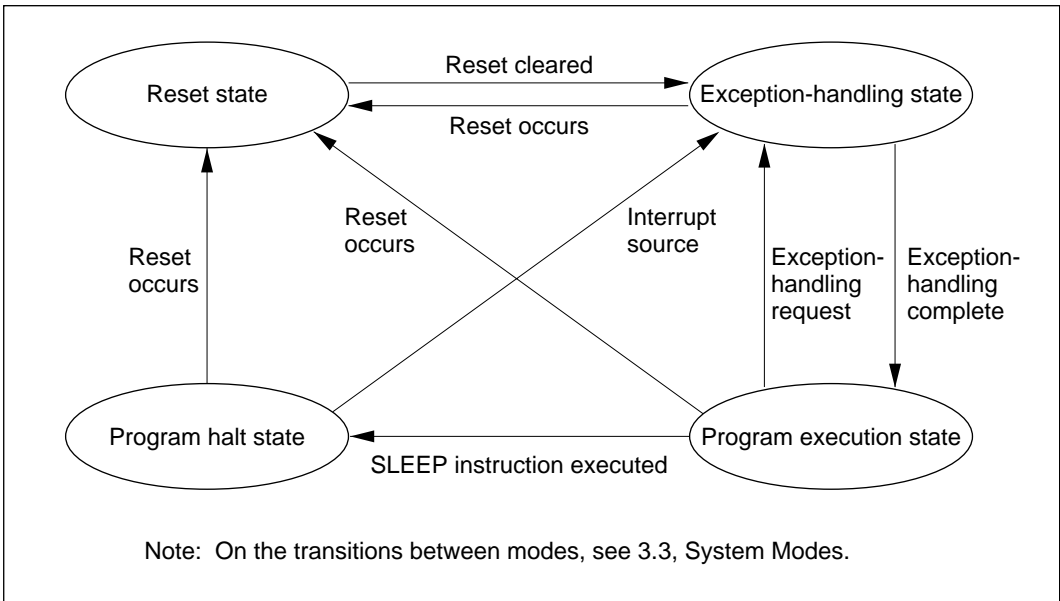 Reset cleared
Reset state
Exception-handling state
Reset occurs
Reset
occurs
Interrupt
source
Reset
occurs
Exception-
handling
request
Exception-
handling
complete
Program halt state
Program execution state
SLEEP instruction executed
Note: On the transitions between modes, see 3.3, System Modes.